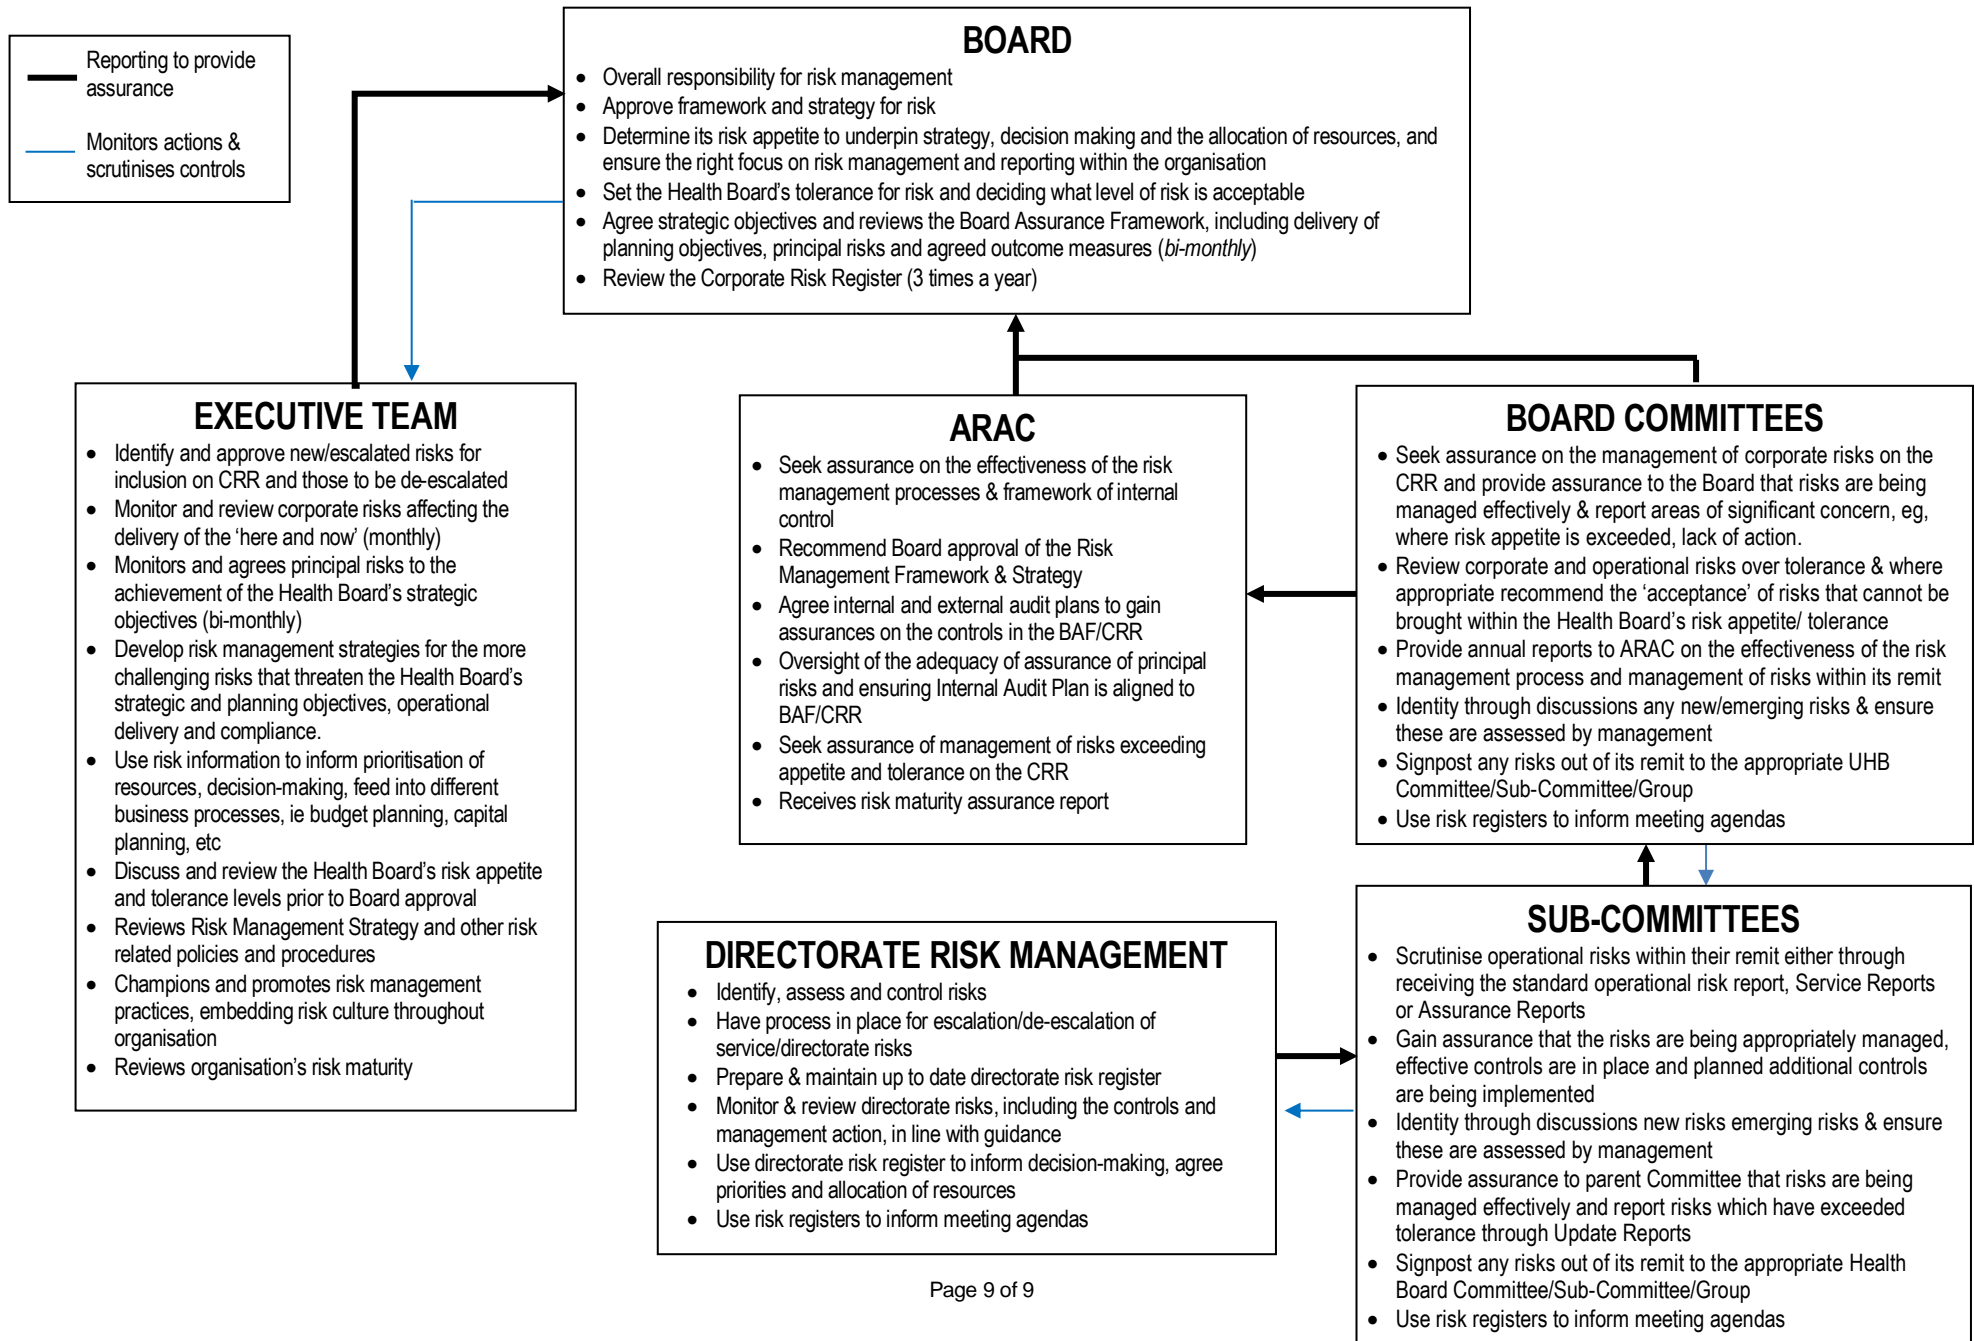 Reporting to provide
assurance
Monitors actions &
scrutinises controls
BOARD
• Overall responsibility for risk management
• Approve framework and strategy for risk
• Determine its risk appetite to underpin strategy, decision making and the allocation of resources, and
ensure the right focus on risk management and reporting within the organisation
• Set the Health Board's tolerance for risk and deciding what level of risk is acceptable
• Agree strategic objectives and reviews the Board Assurance Framework, including delivery of
planning objectives, principal risks and agreed outcome measures (bi-monthly)
• Review the Corporate Risk Register (3 times a year)
EXECUTIVE TEAM
• Identify and approve new/escalated risks for
inclusion on CRR and those to be de-escalated
• Monitor and review corporate risks affecting the
delivery of the 'here and now' (monthly)
• Monitors and agrees principal risks to the
achievement of the Health Board's strategic
objectives (bi-monthly)
• Develop risk management strategies for the more
challenging risks that threaten the Health Board's
strategic and planning objectives, operational
delivery and compliance.
• Use risk information to inform prioritisation of
resources, decision-making, feed into different
business processes, ie budget planning, capital
planning, etc
• Discuss and review the Health Board's risk appetite
and tolerance levels prior to Board approval
• Reviews Risk Management Strategy and other risk
related policies and procedures
• Champions and promotes risk management
practices, embedding risk culture throughout
organisation
• Reviews organisation's risk maturity
ARAC
• Seek assurance on the effectiveness of the risk
management processes & framework of internal
control
• Recommend Board approval of the Risk
Management Framework & Strategy
• Agree internal and external audit plans to gain
assurances on the controls in the BAF/CRR
• Oversight of the adequacy of assurance of principal
risks and ensuring Internal Audit Plan is aligned to
BAF/CRR
• Seek assurance of management of risks exceeding
appetite and tolerance on the CRR
• Receives risk maturity assurance report
BOARD COMMITTEES
• Seek assurance on the management of corporate risks on the
CRR and provide assurance to the Board that risks are being
managed effectively & report areas of significant concern, eg,
where risk appetite is exceeded, lack of action.
• Review corporate and operational risks over tolerance & where
appropriate recommend the 'acceptance' of risks that cannot be
brought within the Health Board's risk appetite/ tolerance
• Provide annual reports to ARAC on the effectiveness of the risk
management process and management of risks within its remit
• Identity through discussions any new/emerging risks & ensure
these are assessed by management
• Signpost any risks out of its remit to the appropriate UHB
Committee/Sub-Committee/Group
• Use risk registers to inform meeting agendas
DIRECTORATE RISK MANAGEMENT
• Identify, assess and control risks
• Have process in place for escalation/de-escalation of
service/directorate risks
• Prepare & maintain up to date directorate risk register
• Monitor & review directorate risks, including the controls and
management action, in line with guidance
• Use directorate risk register to inform decision-making, agree
priorities and allocation of resources
• Use risk registers to inform meeting agendas
SUB-COMMITTEES
• Scrutinise operational risks within their remit either through
receiving the standard operational risk report, Service Reports
or Assurance Reports
• Gain assurance that the risks are being appropriately managed,
effective controls are in place and planned additional controls
are being implemented
• Identity through discussions new risks emerging risks & ensure
these are assessed by management
• Provide assurance to parent Committee that risks are being
managed effectively and report risks which have exceeded
tolerance through Update Reports
• Signpost any risks out of its remit to the appropriate Health
Board Committee/Sub-Committee/Group
• Use risk registers to inform meeting agendas
Page 9 of 9